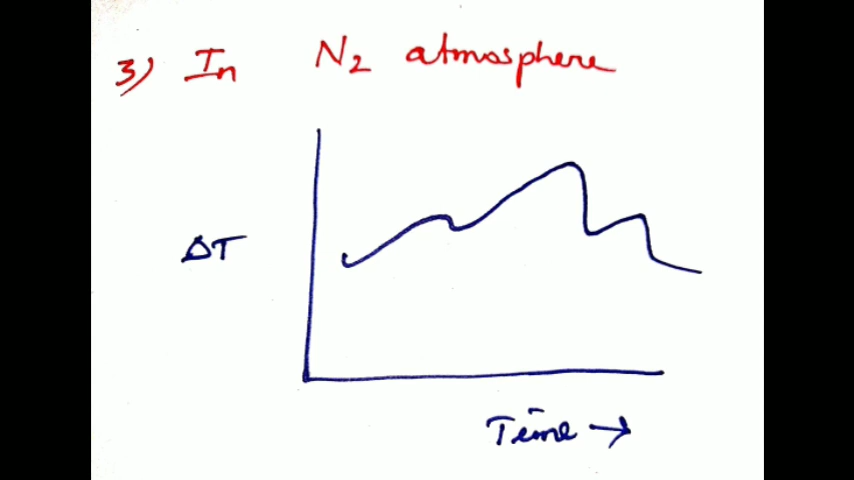 3) In N2 atmosphere
ΔT
Time →